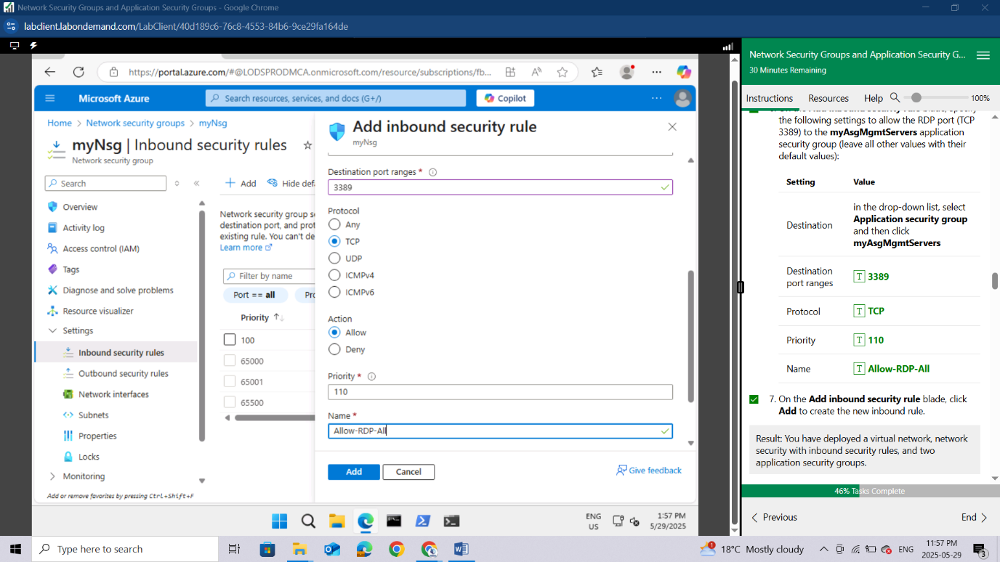 Network Security Groups and Application Security Groups - Google Chrome
labclient.labondemand.com/LabClient/40d189c6-76c8-4553-84b6-9ce29fa164de
https://portal.azure.com/#@LODSPRODMCA.onmicrosoft.com/resource/subscriptions/fb...
Microsoft Azure
Search resources, services, and docs (G+/)
Copilot
Home > Network security groups > myNsg
myNsg | Inbound security rules
Network security group
Search
Overview
Activity log
Access control (IAM)
Tags
Diagnose and solve problems
Resource visualizer
Settings
Inbound security rules
Outbound security rules
Network interfaces
Subnets
Properties
Locks
Monitoring
Add or remove favorites by pressing Ctrl+Shift+F
Add
Hide def
Network security group s
destination port, and prot
existing rule. You can't de
Learn more
Filter by name
Port == all
Pro
Priority
100
65000
65001
65500
Add inbound security rule
myNsg
Destination port ranges *
3389
Protocol
Any
TCP
UDP
ICMPv4
ICMPv6
Action
Allow
Deny
Priority *
110
Name *
Allow-RDP-All
Add
Cancel
Give feedback
ENG
US
1:57 PM
5/29/2025
Network Security Groups and Application Security G...
30 Minutes Remaining
Instructions
Resources
Help
100%
the following settings to allow the RDP port (TCP
3389) to the myAsgMgmtServers application
security group (leave all other values with their
default values):
Setting Value
Destination
in the drop-down list, select
Application security group
and then click
myAsgMgmtServers
Destination
port ranges
T 3389
Protocol T TCP
Priority T 110
Name T Allow-RDP-All
7. On the Add inbound security rule blade, click
Add to create the new inbound rule.
Result: You have deployed a virtual network, network
security with inbound security rules, and two
application security groups.
46% Tasks Complete
< Previous
End >
Type here to search
1
18°C Mostly cloudy
ENG
11:57 PM
2025-05-29
3